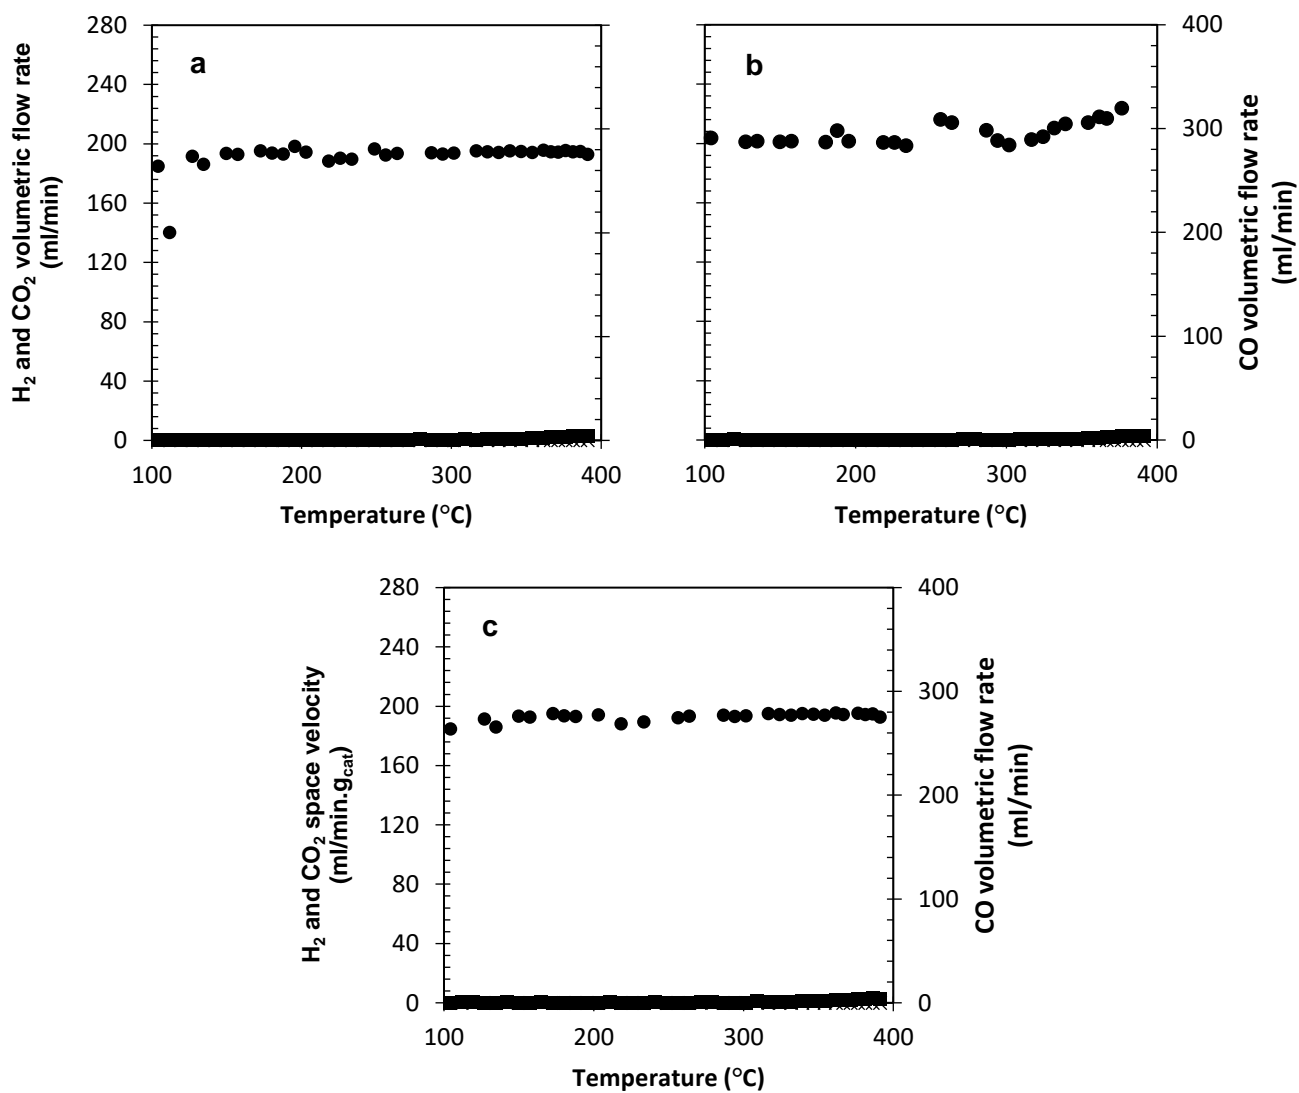 a
280
240
200
160
120
80
40
0
100 200 300 400
Temperature (°C)
H₂ and CO₂ volumetric flow rate
(ml/min)
b
400
300
200
100
0
100 200 300 400
Temperature (°C)
CO volumetric flow rate
(ml/min)
c
280
240
200
160
120
80
40
0
400
300
200
100
0
100 200 300 400
Temperature (°C)
H₂ and CO₂ space velocity
(ml/min.gcat)
CO volumetric flow rate
(ml/min)